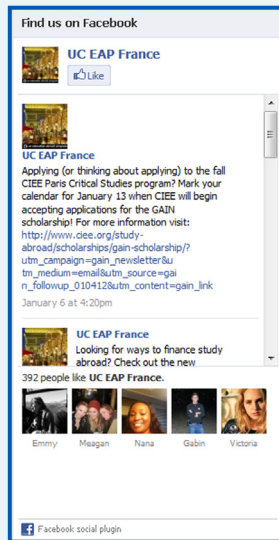 Find us on Facebook
UC EAP France
Like
UC EAP France
Applying (or thinking about applying) to the fall
CIEE Paris Critical Studies program? Mark your
calendar for January 13 when CIEE will begin
accepting applications for the GAIN
scholarship! For more information visit:
http://www.ciee.org/study-
abroad/scholarships/gain-scholarship/?
utm_campaign=gain_newsletter&u
tm_medium=email&utm_source=gai
n_followup_010412&utm_content=gain_link
January 6 at 4:20pm
UC EAP France
Looking for ways to finance study
abroad? Check out the new
392 people like UC EAP France.
Emmy Meagan Nana Gabin Victoria
Facebook social plugin